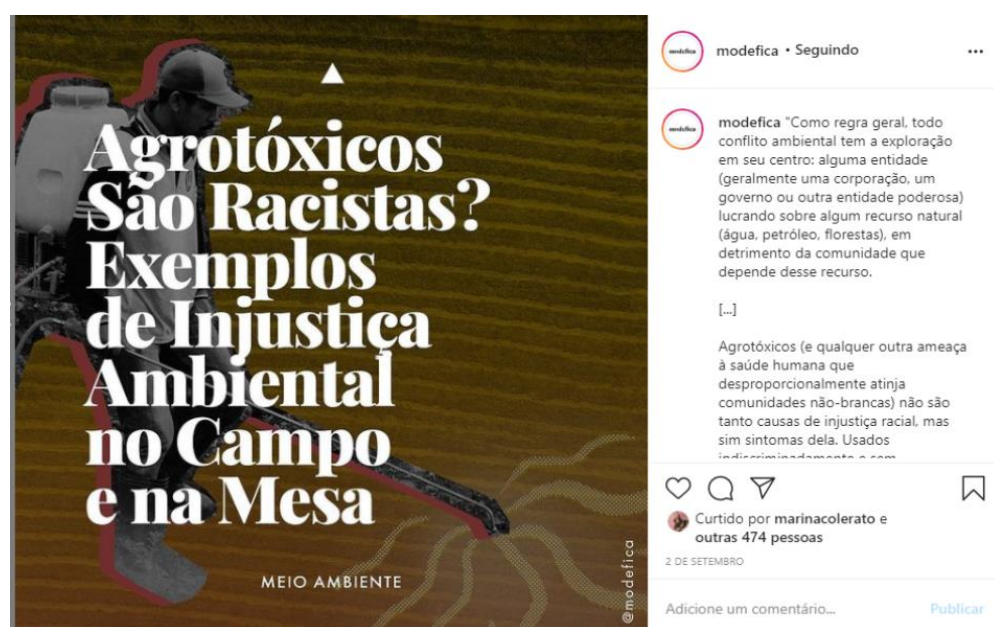 Agrotóxicos
São Racistas?
Exemplos
de Injustiça
Ambiental
no Campo
e na Mesa
MEIO AMBIENTE
@modefica
modefica • Seguindo
modefica "Como regra geral, todo
conflito ambiental tem a exploração
em seu centro: alguma entidade
(geralmente uma corporação, um
governo ou outra entidade poderosa)
lucrando sobre algum recurso natural
(água, petróleo, florestas), em
detrimento da comunidade que
depende desse recurso.
[...]
Agrotóxicos (e qualquer outra ameaça
à saúde humana que
desproporcionalmente atinja
comunidades não-brancas) não são
tanto causas de injustiça racial, mas
sim sintomas dela. Usados
indiscriminadamente e sem
Curtido por marinacolerato e
outras 474 pessoas
2 DE SETEMBRO
Adicione um comentário...
Publicar